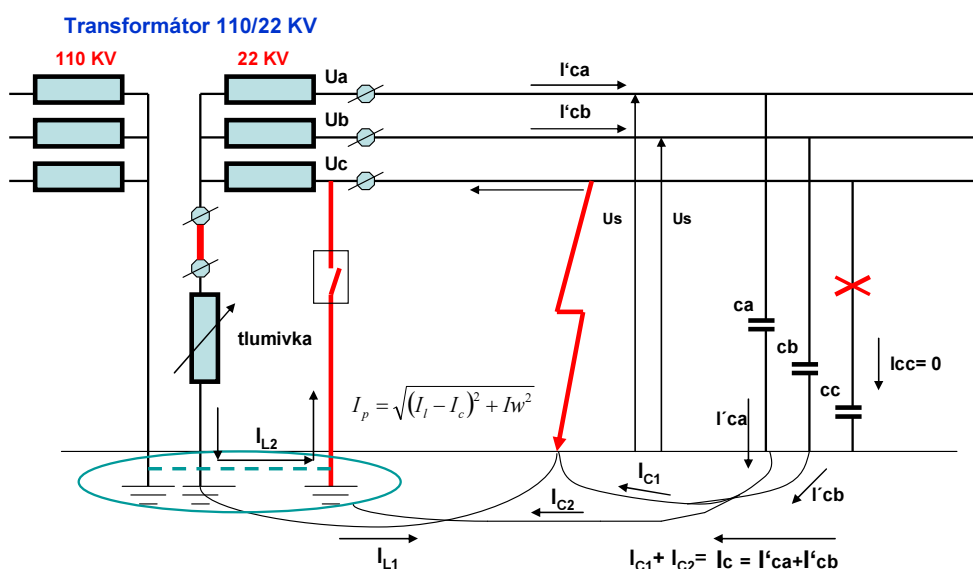 Transformátor 110/22 KV
110 KV
22 KV
Ua
I‘ca
Ub
I‘cb
Uc
Us
Us
ca
cb
cc
Icc= 0
tlumivka
I_p = √((I_l − I_c)² + Iw²)
I´ca
I_L2
I_C1
I´cb
I_C2
I_L1
I_C1 + I_C2 = I_C = I‘ca+I‘cb